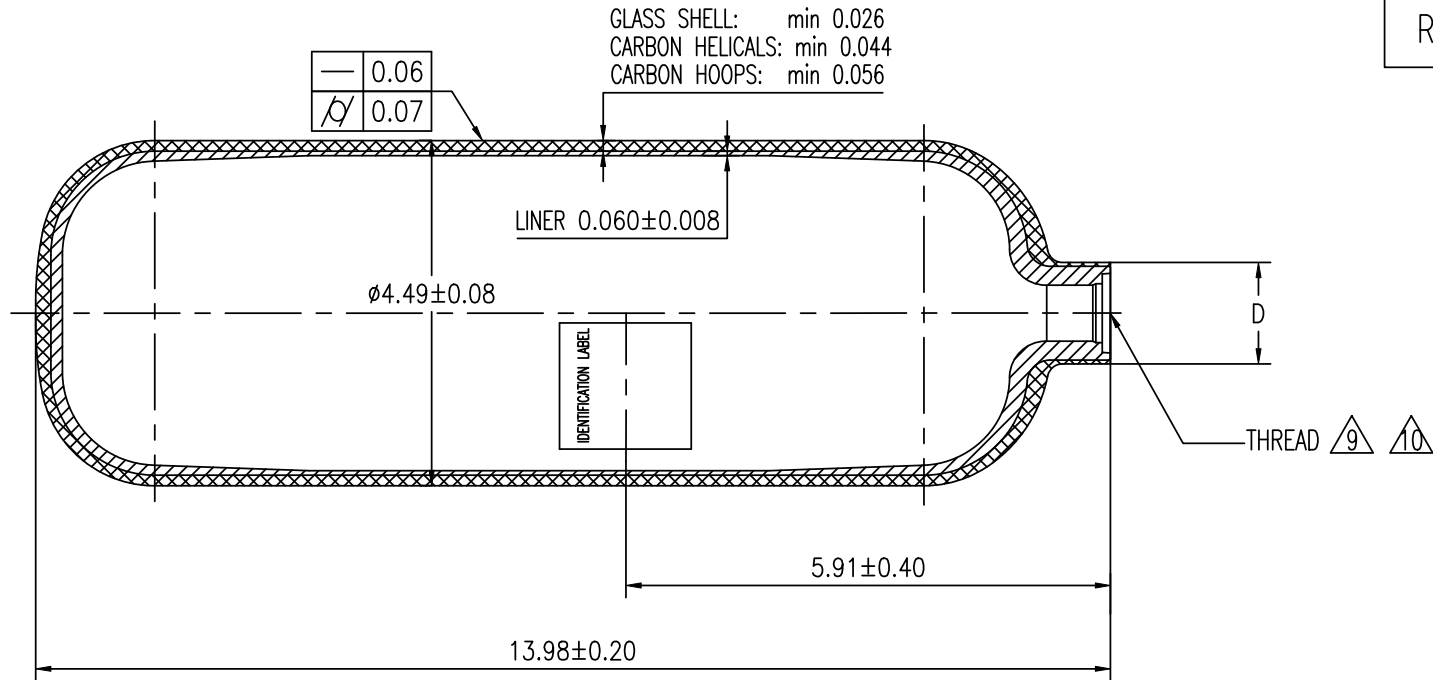 GLASS SHELL: min 0.026
CARBON HELICALS: min 0.044
CARBON HOOPS: min 0.056
R
0.06
0.07
LINER 0.060±0.008
ø4.49±0.08
IDENTIFICATION LABEL
D
THREAD 9 10
5.91±0.40
13.98±0.20